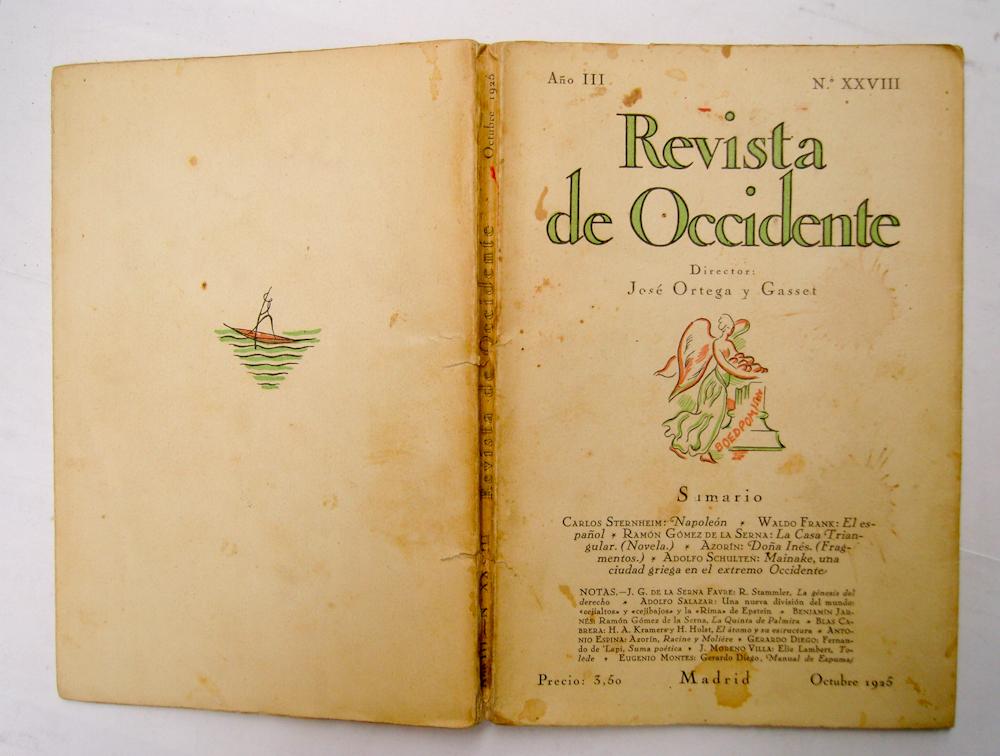 Octubre 1925
Revista de Occidente
Año III
N.º XXVIII
Revista
de Occidente
Director:
José Ortega y Gasset
BOEDPOMIWN
Sumario
CARLOS STERNHEIM: Napoleón * WALDO FRANK: El es-
pañol * RAMÓN GÓMEZ DE LA SERNA: La Casa Trian-
gular. (Novela.) * AZORÍN: Doña Inés. (Frag-
mentos.) * ADOLFO SCHULTEN: Mainake, una
ciudad griega en el extremo Occidente
NOTAS.—J. G. DE LA SERNA FAVRE: R. Stammler, La génesis del
derecho * ADOLFO SALAZAR: Una nueva división del mundo:
«cejialtos» y «cejibajos» y la «Rima» de Epstein * BENJAMÍN JAR-
NÉS: Ramón Gómez de la Serna, La Quinta de Palmira * BLAS CA-
BRERA: H. A. Kramers y H. Holst, El átomo y su estructura * ANTO-
NIO ESPINA: Azorín, Racine y Molière * GERARDO DIEGO: Fernan-
do de 'Lapi, Suma poética * J. MORENO VILLA: Elie Lambert, To-
lède * EUGENIO MONTES: Gerardo Diego, Manual de Espumas
Precio: 3,50
Madrid
Octubre 1925